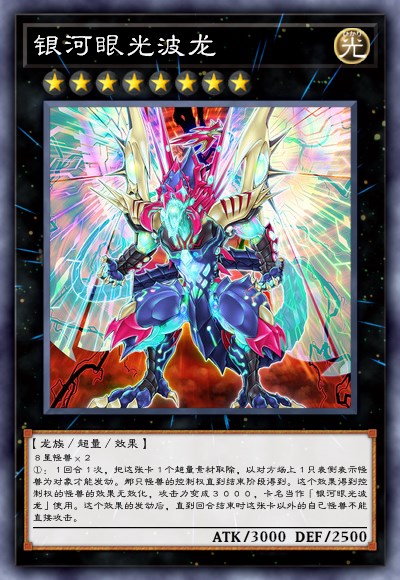 银河眼光波龙
光
ひかり
【龙族/超量/效果】
8星怪兽×2
①:1回合1次,把这张卡1个超量素材取除,以对方场上1只表侧表示怪
兽为对象才能发动。那只怪兽的控制权直到结束阶段得到。这个效果得到控
制权的怪兽的效果无效化,攻击力变成3000,卡名当作「银河眼光波
龙」使用。这个效果的发动后,直到回合结束时这张卡以外的自己怪兽不能
直接攻击。
ATK/3000 DEF/2500